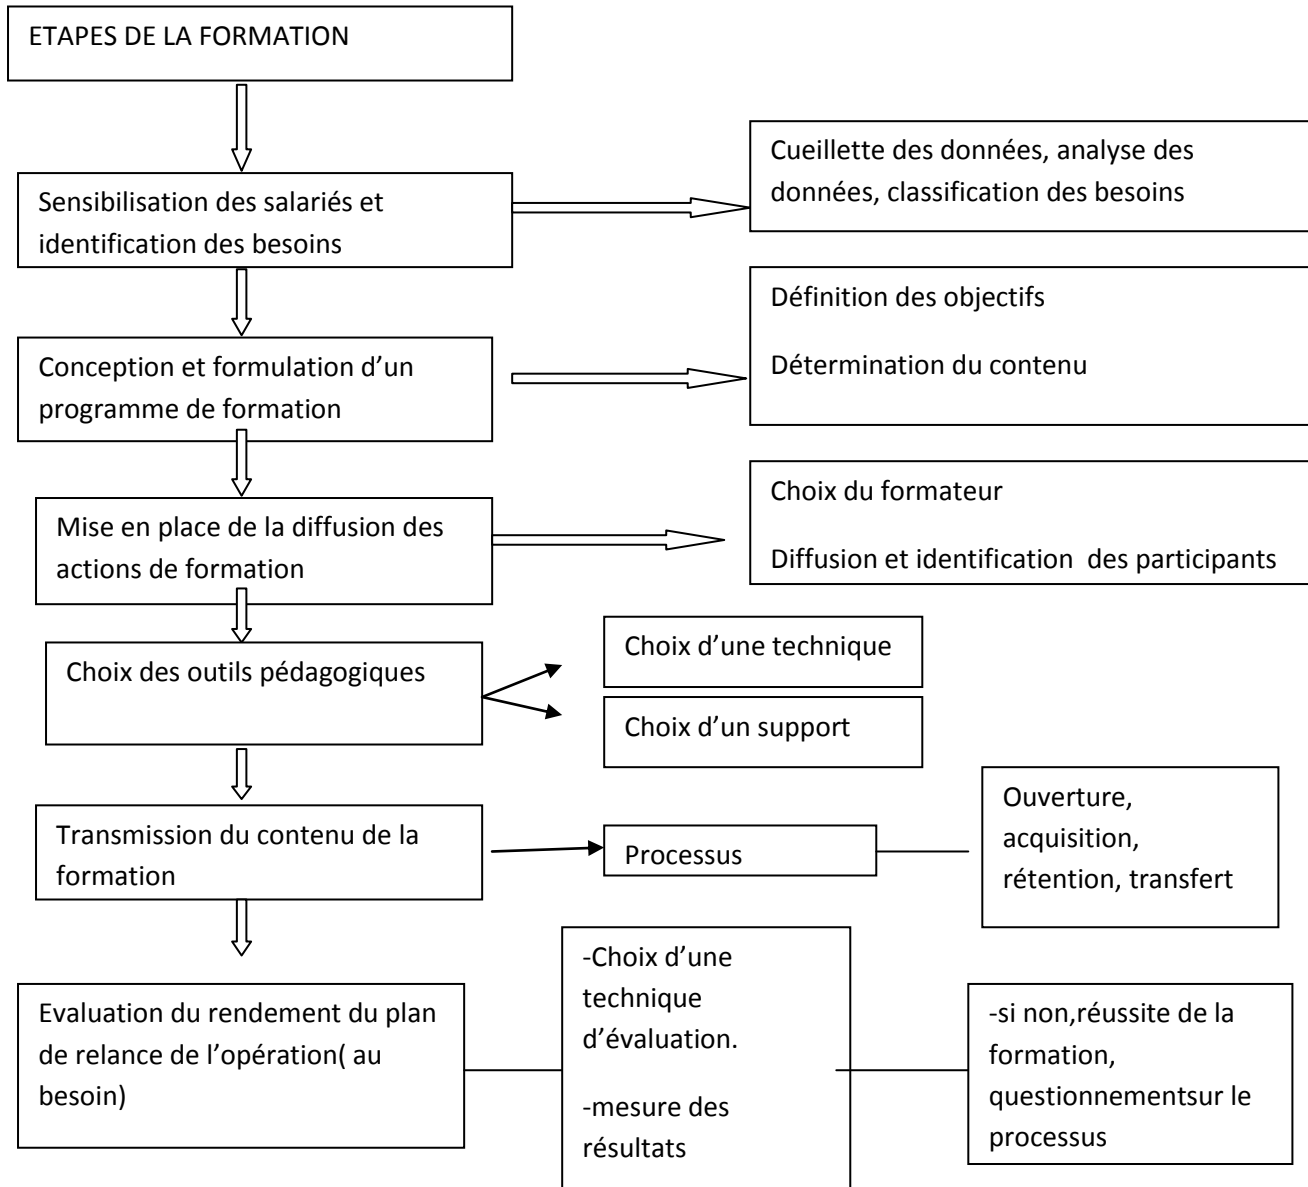 ETAPES DE LA FORMATION
Sensibilisation des salariés et
identification des besoins
Cueillette des données, analyse des
données, classification des besoins
Conception et formulation d’un
programme de formation
Définition des objectifs
Détermination du contenu
Mise en place de la diffusion des
actions de formation
Choix du formateur
Diffusion et identification  des participants
Choix des outils pédagogiques
Choix d’une technique
Choix d’un support
Transmission du contenu de la
formation
Processus
Ouverture,
acquisition,
rétention, transfert
Evaluation du rendement du plan
de relance de l’opération( au
besoin)
-Choix d’une
technique
d’évaluation.
-mesure des
résultats
-si non,réussite de la
formation,
questionnementsur le
processus